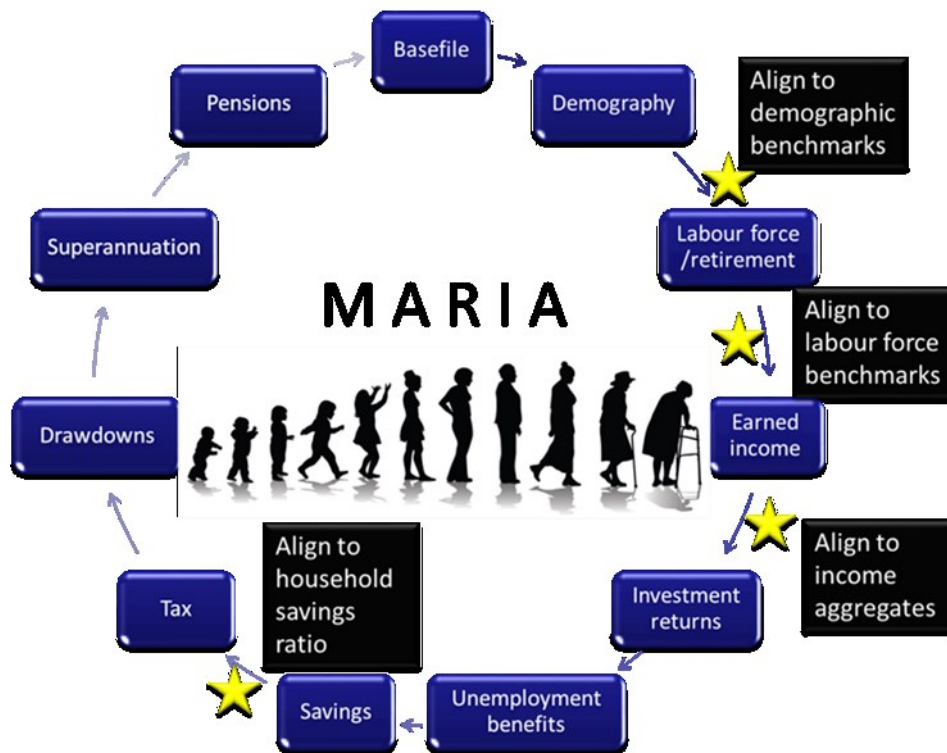 Basefile
Demography
Align to
demographic
benchmarks
Labour force
/retirement
Align to
labour force
benchmarks
Earned
income
Align to
income
aggregates
Investment
returns
Unemployment
benefits
Savings
Align to
household
savings
ratio
Tax
Drawdowns
Superannuation
Pensions
MARIA